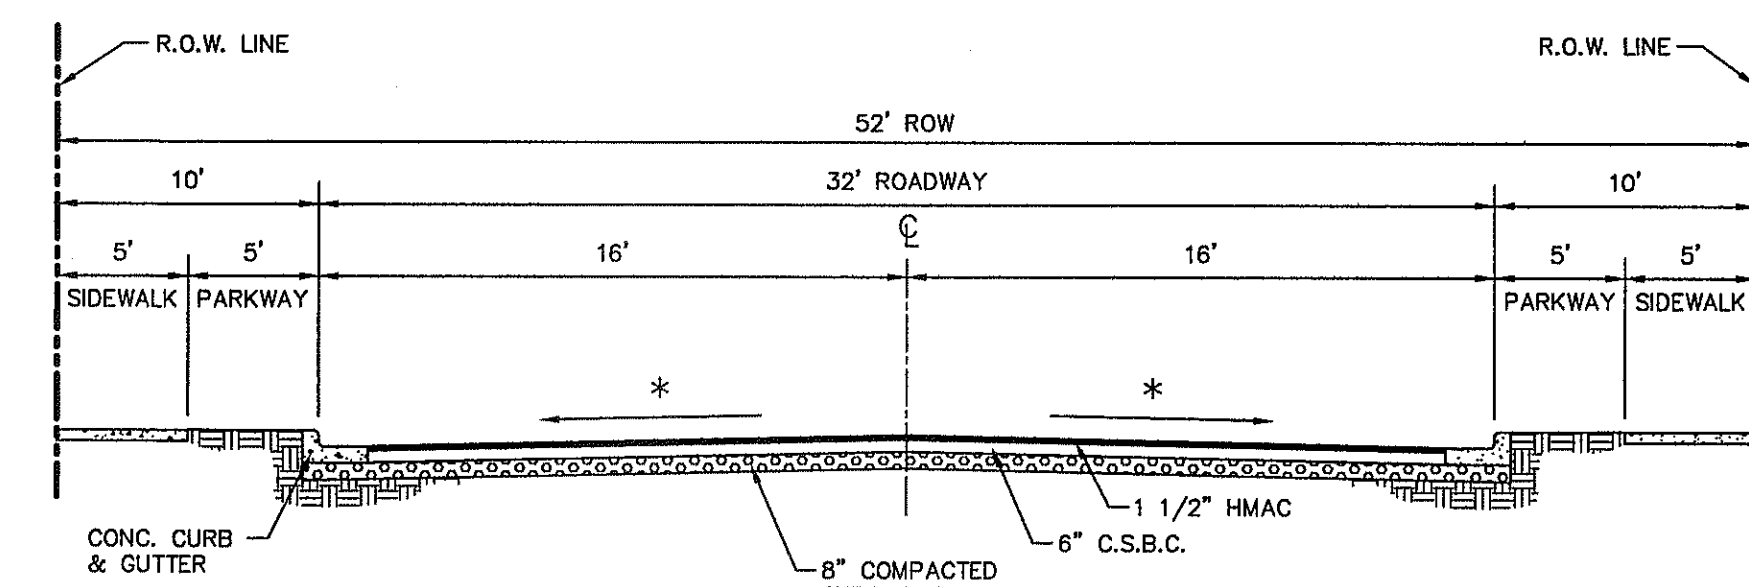 R.O.W. LINE
R.O.W. LINE
52' ROW
10'
32' ROADWAY
10'
5'
5'
16'
℄
16'
5'
5'
SIDEWALK
PARKWAY
PARKWAY
SIDEWALK
*
*
1 1/2" HMAC
6" C.S.B.C.
CONC. CURB
& GUTTER
8" COMPACTED